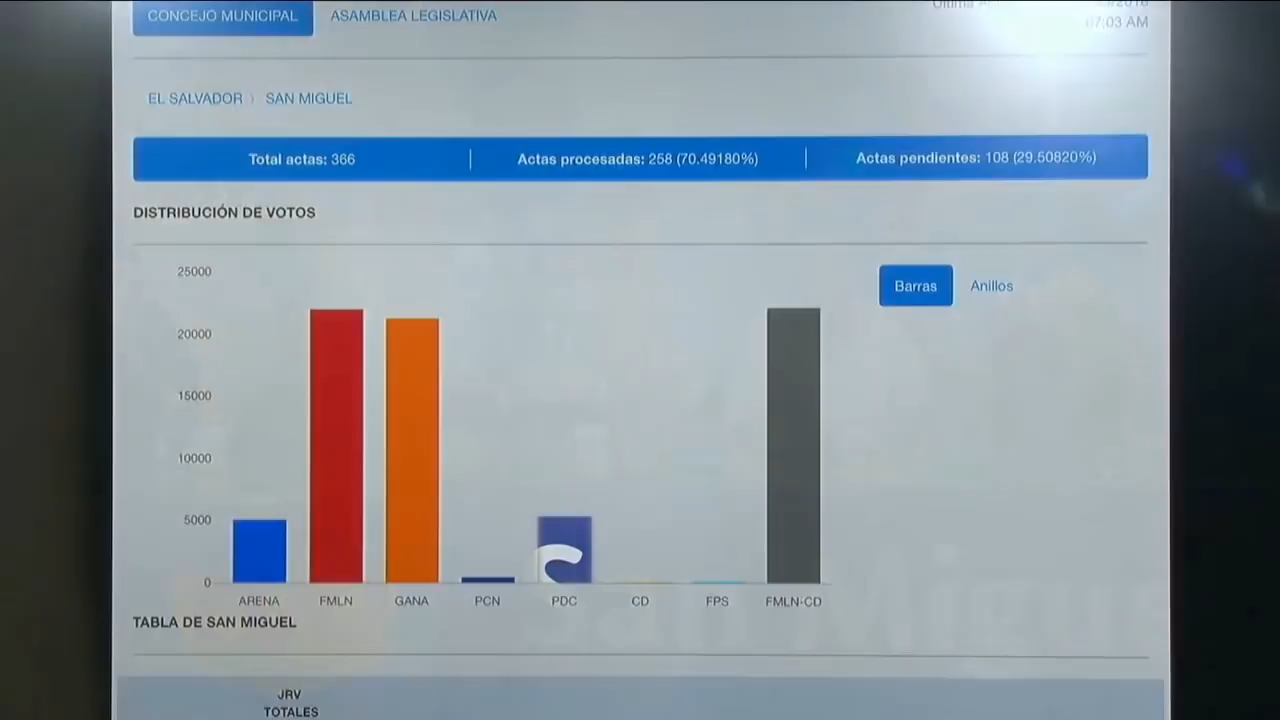 CONCEJO MUNICIPAL ASAMBLEA LEGISLATIVA
07:03 AM
EL SALVADOR › SAN MIGUEL
Total actas: 366 | Actas procesadas: 258 (70.49180%) | Actas pendientes: 108 (29.50820%)
DISTRIBUCIÓN DE VOTOS
Barras Anillos
25000
20000
15000
10000
5000
0
ARENA FMLN GANA PCN PDC CD FPS FMLN-CD
TABLA DE SAN MIGUEL
JRV
TOTALES